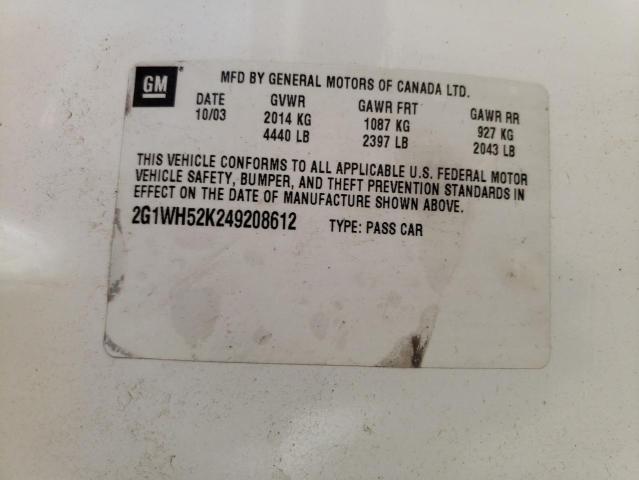 GM
MFD BY GENERAL MOTORS OF CANADA LTD.
DATE GVWR GAWR FRT GAWR RR
10/03 2014 KG 1087 KG 927 KG
4440 LB 2397 LB 2043 LB
THIS VEHICLE CONFORMS TO ALL APPLICABLE U.S. FEDERAL MOTOR
VEHICLE SAFETY, BUMPER, AND THEFT PREVENTION STANDARDS IN
EFFECT ON THE DATE OF MANUFACTURE SHOWN ABOVE.
2G1WH52K249208612 TYPE: PASS CAR